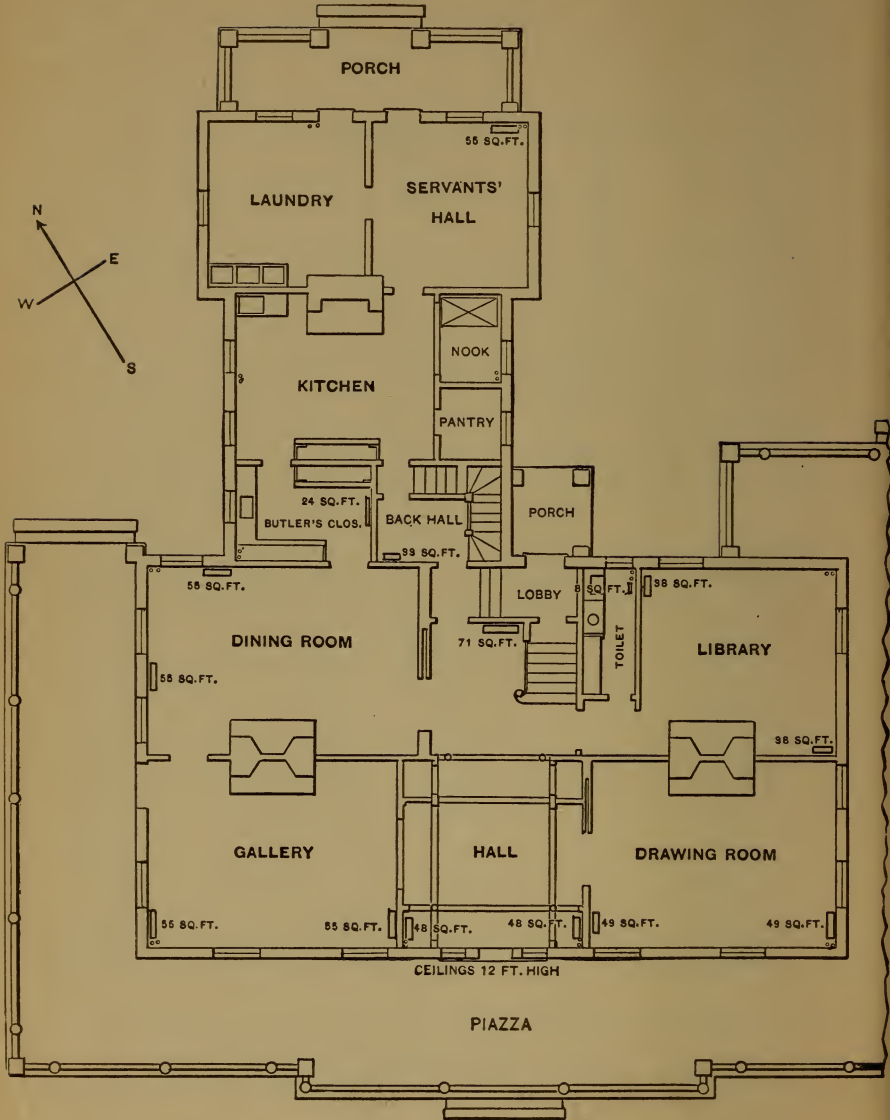 PORCH
55 SQ.FT.
LAUNDRY
SERVANTS'
HALL
N
E
W
S
NOOK
KITCHEN
PANTRY
24 SQ.FT.
BUTLER'S CLOS.
BACK HALL
PORCH
SQ.FT.
55 SQ.FT.
LOBBY
8 SQ.FT.
98 SQ.FT.
DINING ROOM
71 SQ.FT.
TOILET
LIBRARY
55 SQ.FT.
98 SQ.FT.
GALLERY
HALL
DRAWING ROOM
55 SQ.FT.
55 SQ.FT.
48 SQ.FT.
48 SQ.FT.
49 SQ.FT.
49 SQ.FT.
CEILINGS 12 FT. HIGH
PIAZZA